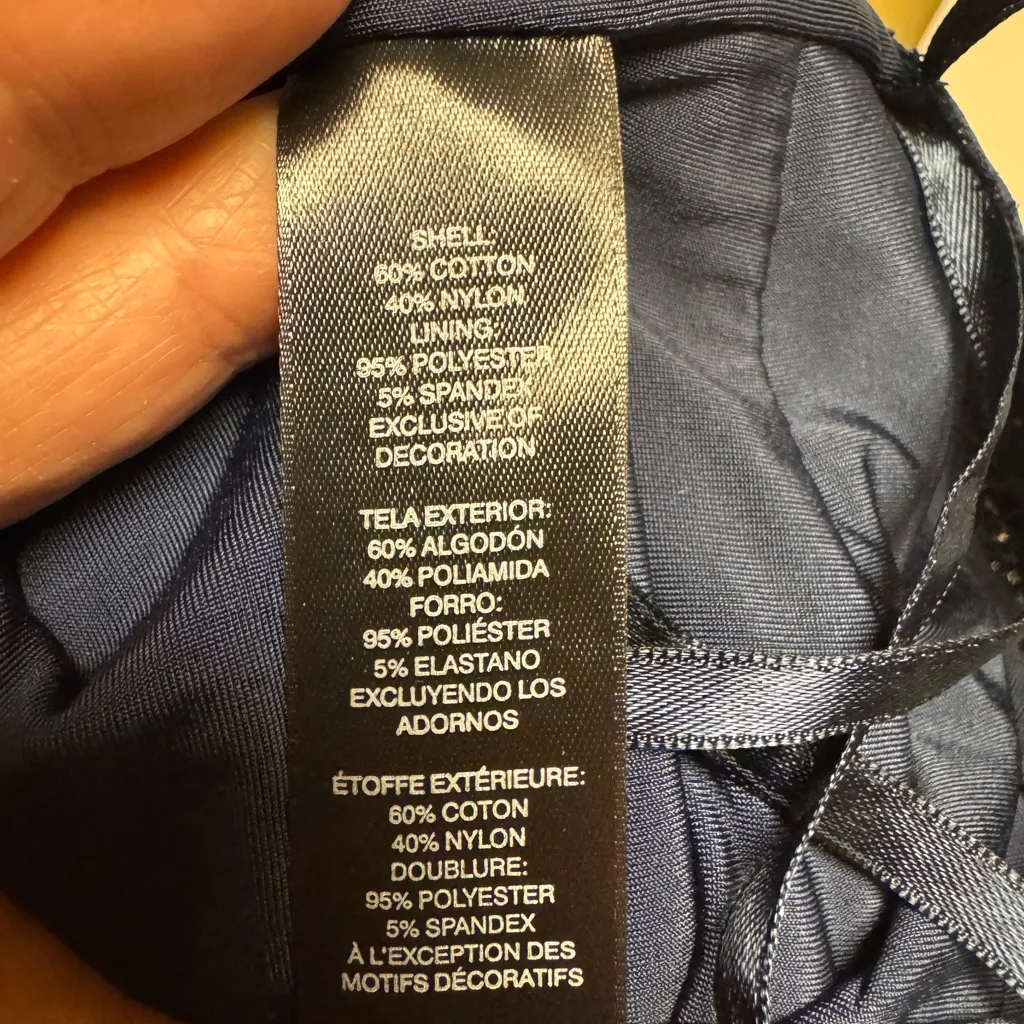 SHELL
60% COTTON
40% NYLON
LINING:
95% POLYESTER
5% SPANDEX
EXCLUSIVE OF
DECORATION
TELA EXTERIOR:
60% ALGODÓN
40% POLIAMIDA
FORRO:
95% POLIÉSTER
5% ELASTANO
EXCLUYENDO LOS
ADORNOS
ÉTOFFE EXTÉRIEURE:
60% COTON
40% NYLON
DOUBLURE:
95% POLYESTER
5% SPANDEX
À L'EXCEPTION DES
MOTIFS DÉCORATIFS